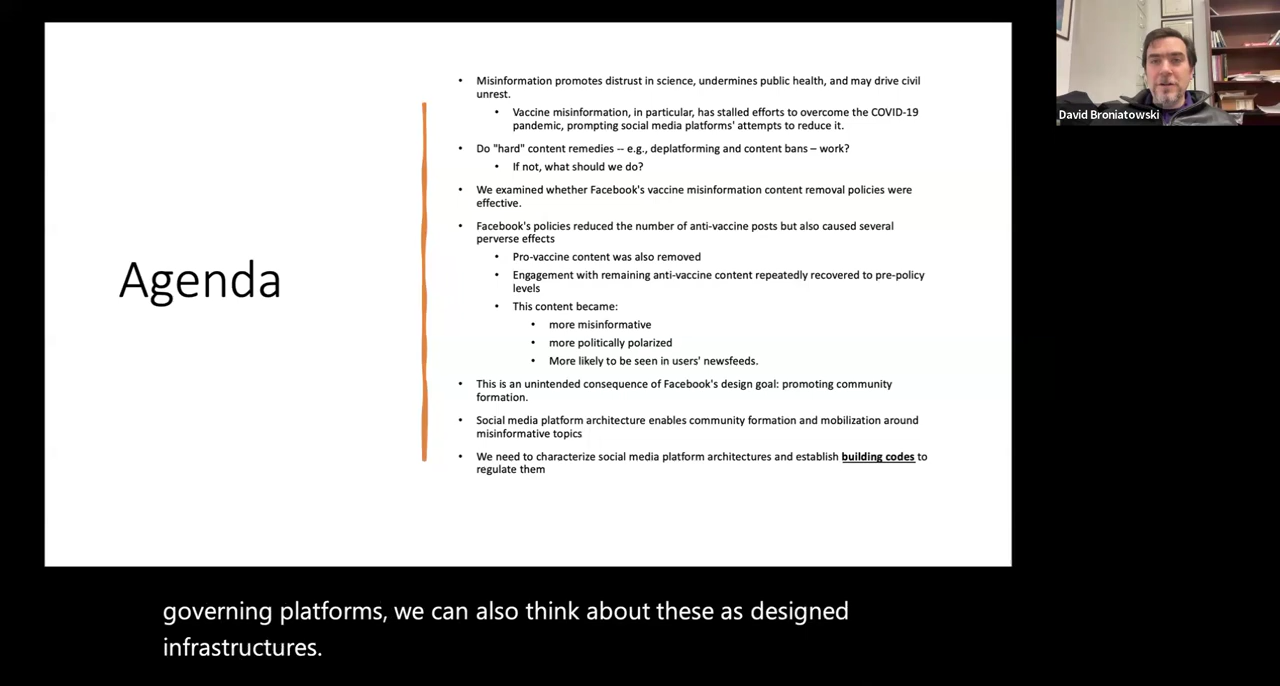 Agenda
• Misinformation promotes distrust in science, undermines public health, and may drive civil
unrest.
• Vaccine misinformation, in particular, has stalled efforts to overcome the COVID-19
pandemic, prompting social media platforms' attempts to reduce it.
• Do "hard" content remedies -- e.g., deplatforming and content bans – work?
• If not, what should we do?
• We examined whether Facebook's vaccine misinformation content removal policies were
effective.
• Facebook's policies reduced the number of anti-vaccine posts but also caused several
perverse effects
• Pro-vaccine content was also removed
• Engagement with remaining anti-vaccine content repeatedly recovered to pre-policy
levels
• This content became:
• more misinformative
• more politically polarized
• More likely to be seen in users' newsfeeds.
• This is an unintended consequence of Facebook's design goal: promoting community
formation.
• Social media platform architecture enables community formation and mobilization around
misinformative topics
• We need to characterize social media platform architectures and establish building codes to
regulate them
David Broniatowski
governing platforms, we can also think about these as designed
infrastructures.